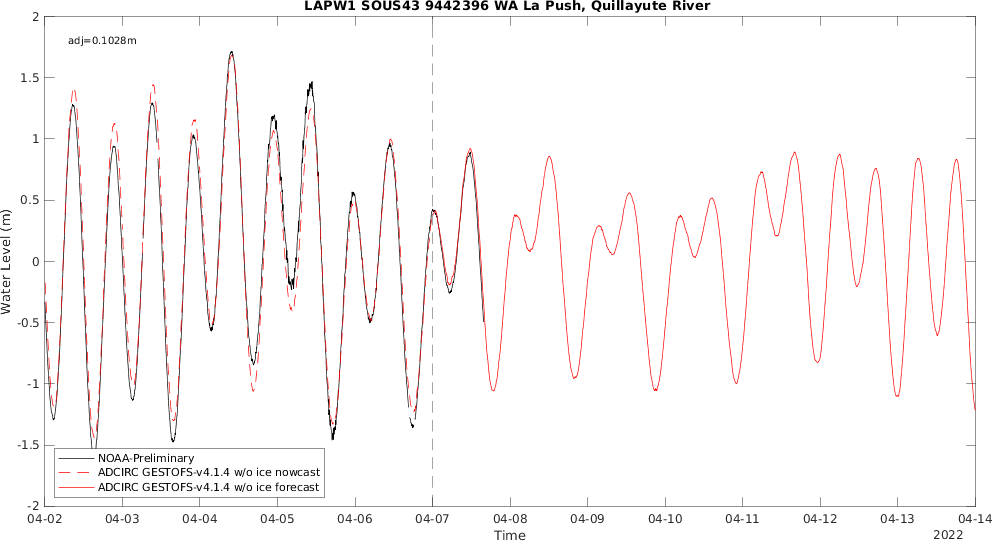 LAPW1 SOUS43 9442396 WA La Push, Quillayute River
adj=0.1028m
2
1.5
1
0.5
0
-0.5
-1
-1.5
-2
Water Level (m)
NOAA-Preliminary
ADCIRC GESTOFS-v4.1.4 w/o ice nowcast
ADCIRC GESTOFS-v4.1.4 w/o ice forecast
04-02 04-03 04-04 04-05 04-06 04-07 04-08 04-09 04-10 04-11 04-12 04-13 04-14
Time
2022